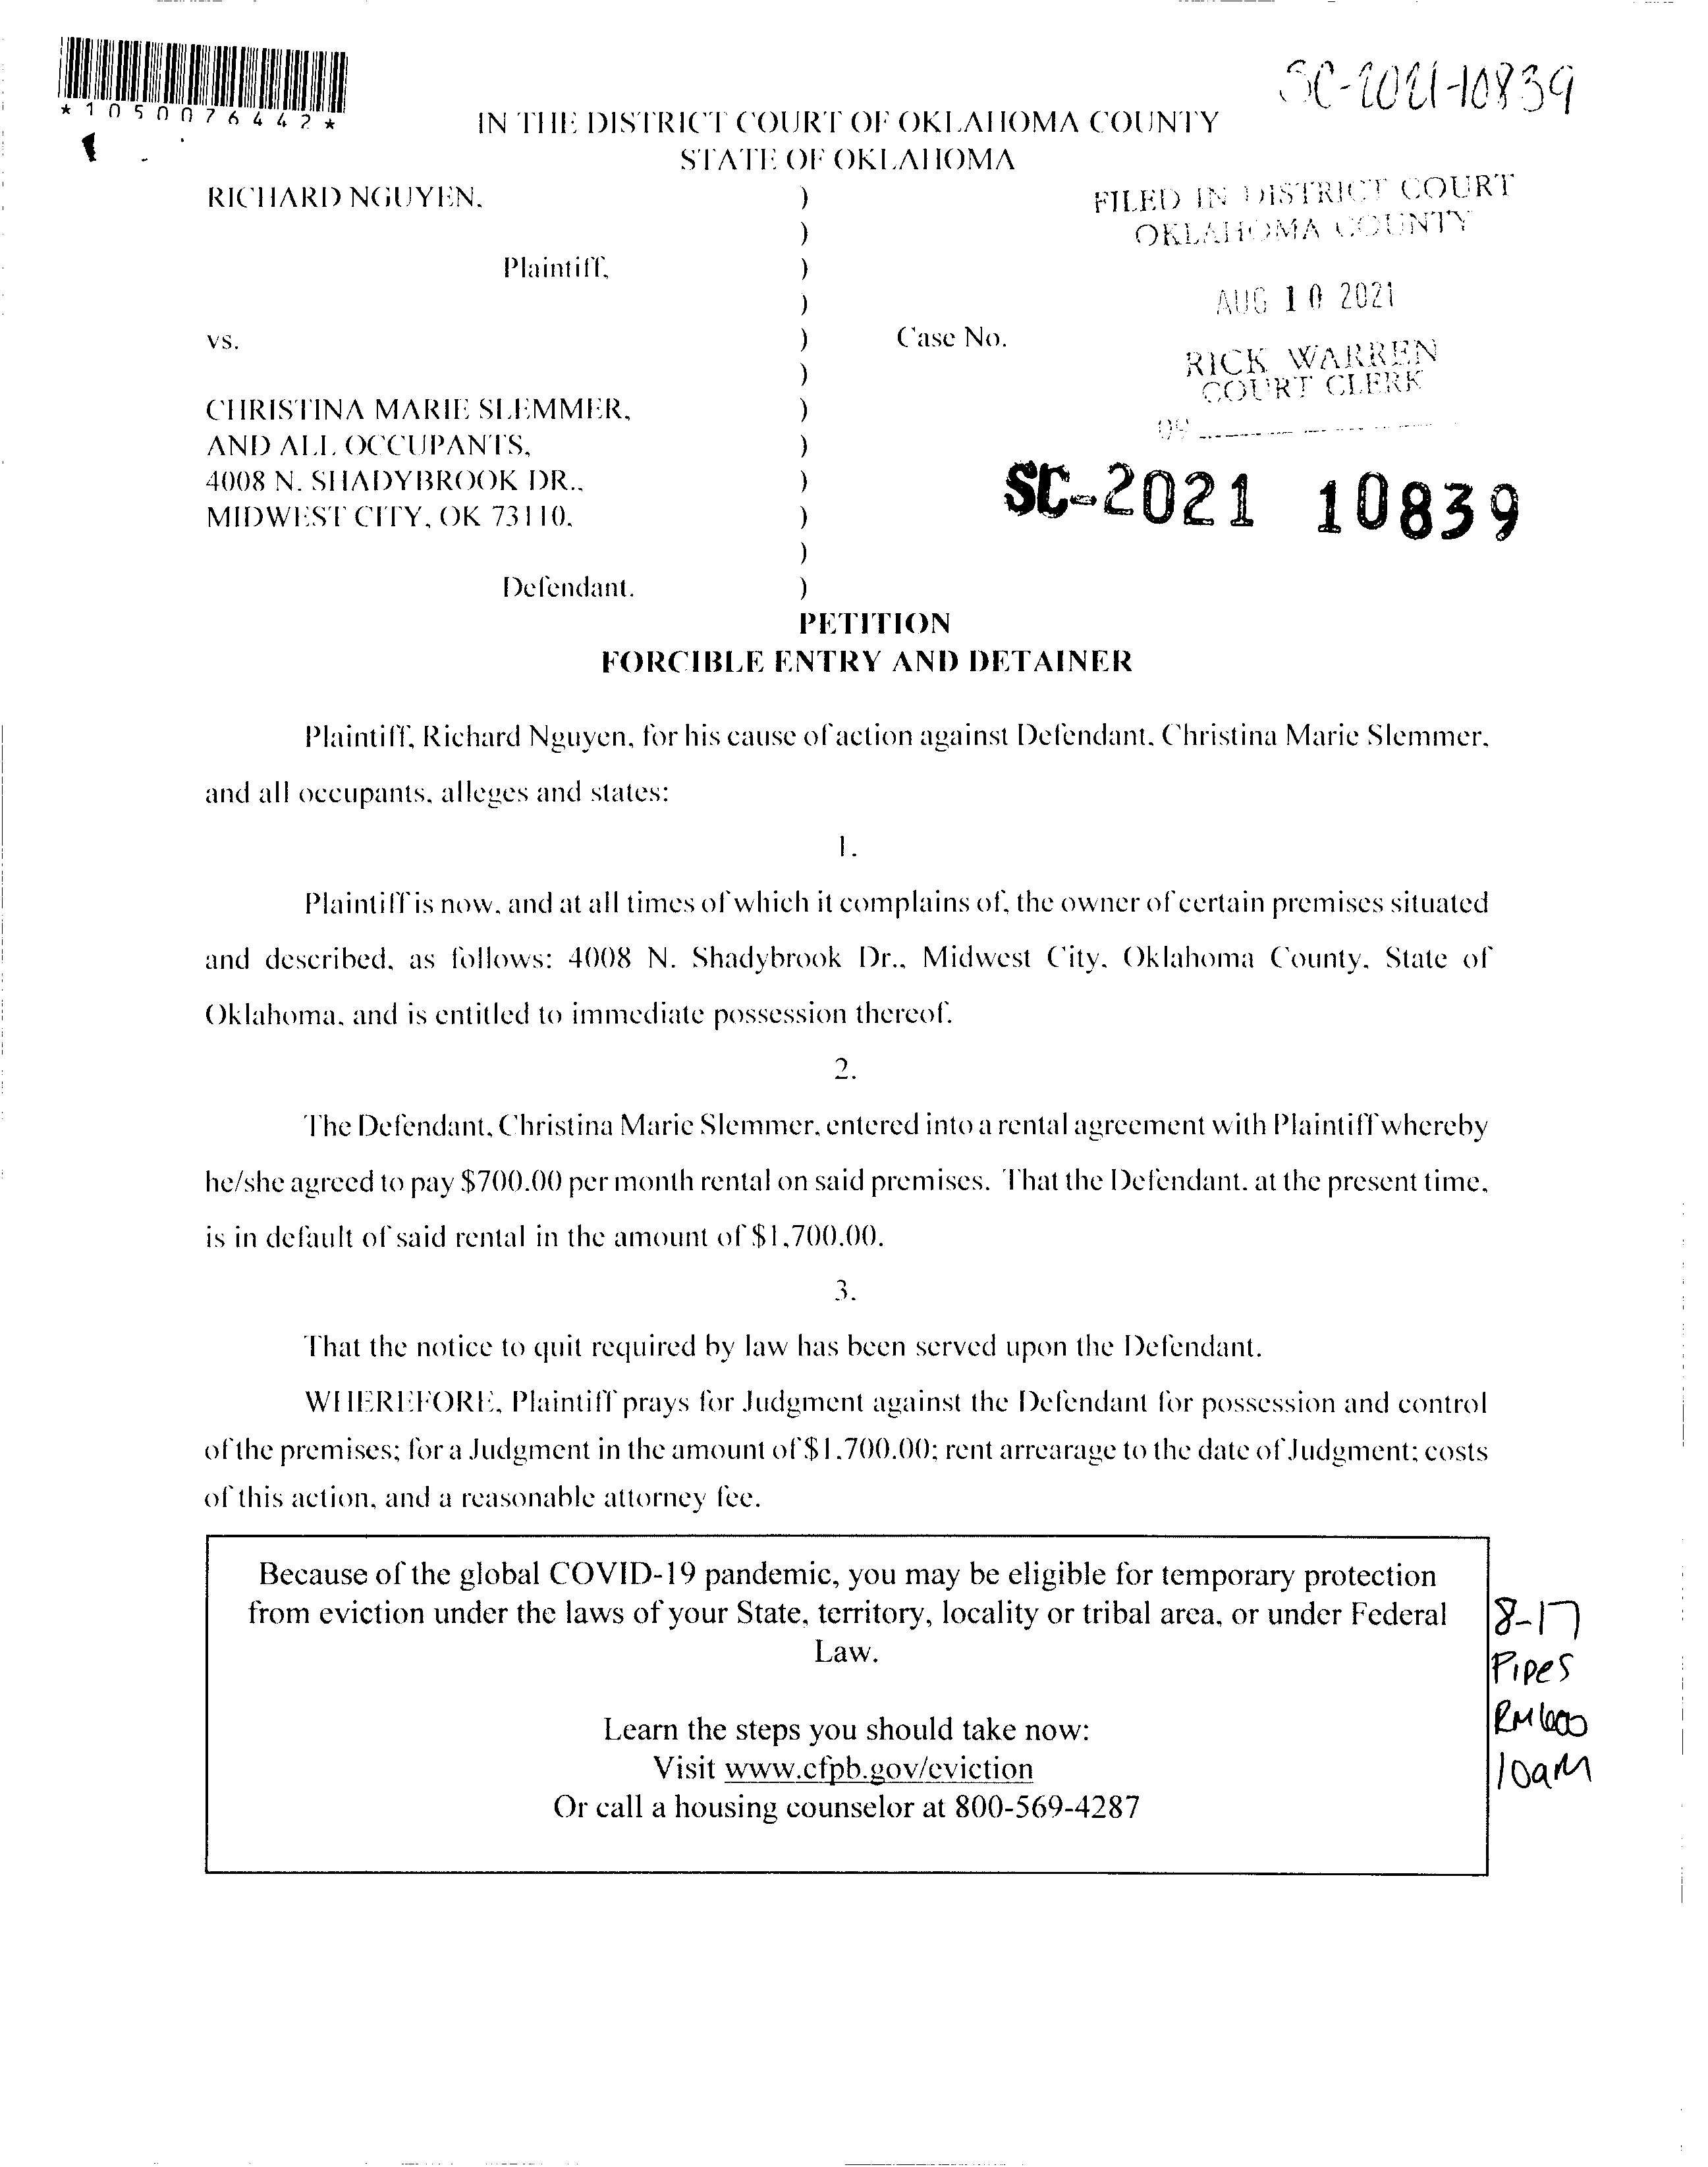 SC-2021-10839
*1050076442*
IN THE DISTRICT COURT OF OKLAHOMA COUNTY
STATE OF OKLAHOMA
RICHARD NGUYEN, )
)
Plaintiff, )
)
vs. ) Case No.
)
CHRISTINA MARIE SLEMMER, )
AND ALL OCCUPANTS, )
4008 N. SHADYBROOK DR., )
MIDWEST CITY, OK 73110, )
)
Defendant. )
FILED IN DISTRICT COURT
OKLAHOMA COUNTY
AUG 10 2021
RICK WARREN
COURT CLERK
SC-2021 10839
PETITION
FORCIBLE ENTRY AND DETAINER
Plaintiff, Richard Nguyen, for his cause of action against Defendant, Christina Marie Slemmer,
and all occupants, alleges and states:
1.
Plaintiff is now, and at all times of which it complains of, the owner of certain premises situated
and described, as follows: 4008 N. Shadybrook Dr., Midwest City, Oklahoma County, State of
Oklahoma, and is entitled to immediate possession thereof.
2.
The Defendant, Christina Marie Slemmer, entered into a rental agreement with Plaintiff whereby
he/she agreed to pay $700.00 per month rental on said premises. That the Defendant, at the present time,
is in default of said rental in the amount of $1,700.00.
3.
That the notice to quit required by law has been served upon the Defendant.
WHEREFORE, Plaintiff prays for Judgment against the Defendant for possession and control
of the premises; for a Judgment in the amount of $1,700.00; rent arrearage to the date of Judgment; costs
of this action, and a reasonable attorney fee.
Because of the global COVID-19 pandemic, you may be eligible for temporary protection
from eviction under the laws of your State, territory, locality or tribal area, or under Federal
Law.
Learn the steps you should take now:
Visit www.cfpb.gov/eviction
Or call a housing counselor at 800-569-4287
8-17
Pipes
RM 600
10am